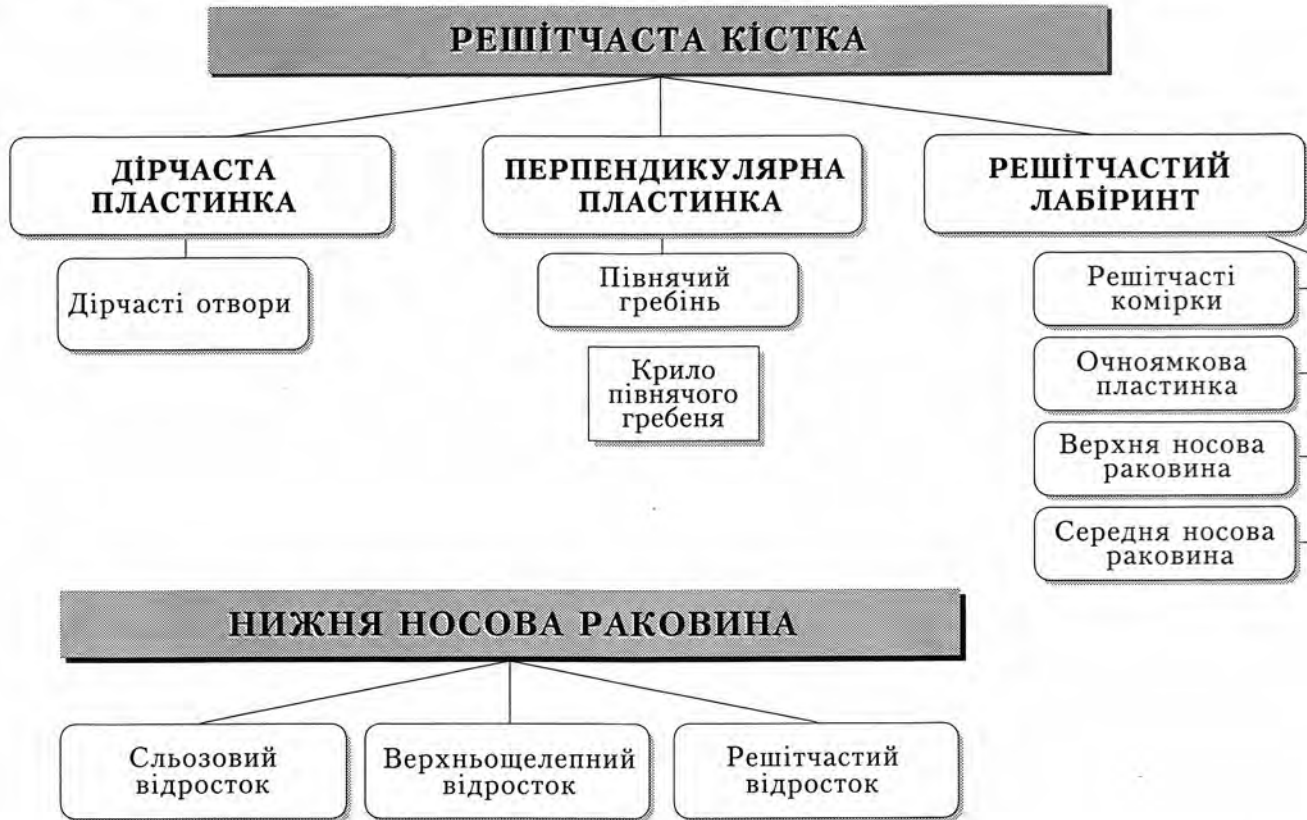 РЕШІТЧАСТА КІСТКА
ДІРЧАСТА
ПЛАСТИНКА
ПЕРПЕНДИКУЛЯРНА
ПЛАСТИНКА
РЕШІТЧАСТИЙ
ЛАБІРИНТ
Дірчасті отвори
Півнячий
гребінь
Крило
півнячого
гребеня
Решітчасті
комірки
Очноямкова
пластинка
Верхня носова
раковина
Середня носова
раковина
НИЖНЯ НОСОВА РАКОВИНА
Сльозовий
відросток
Верхньощелепний
відросток
Решітчастий
відросток